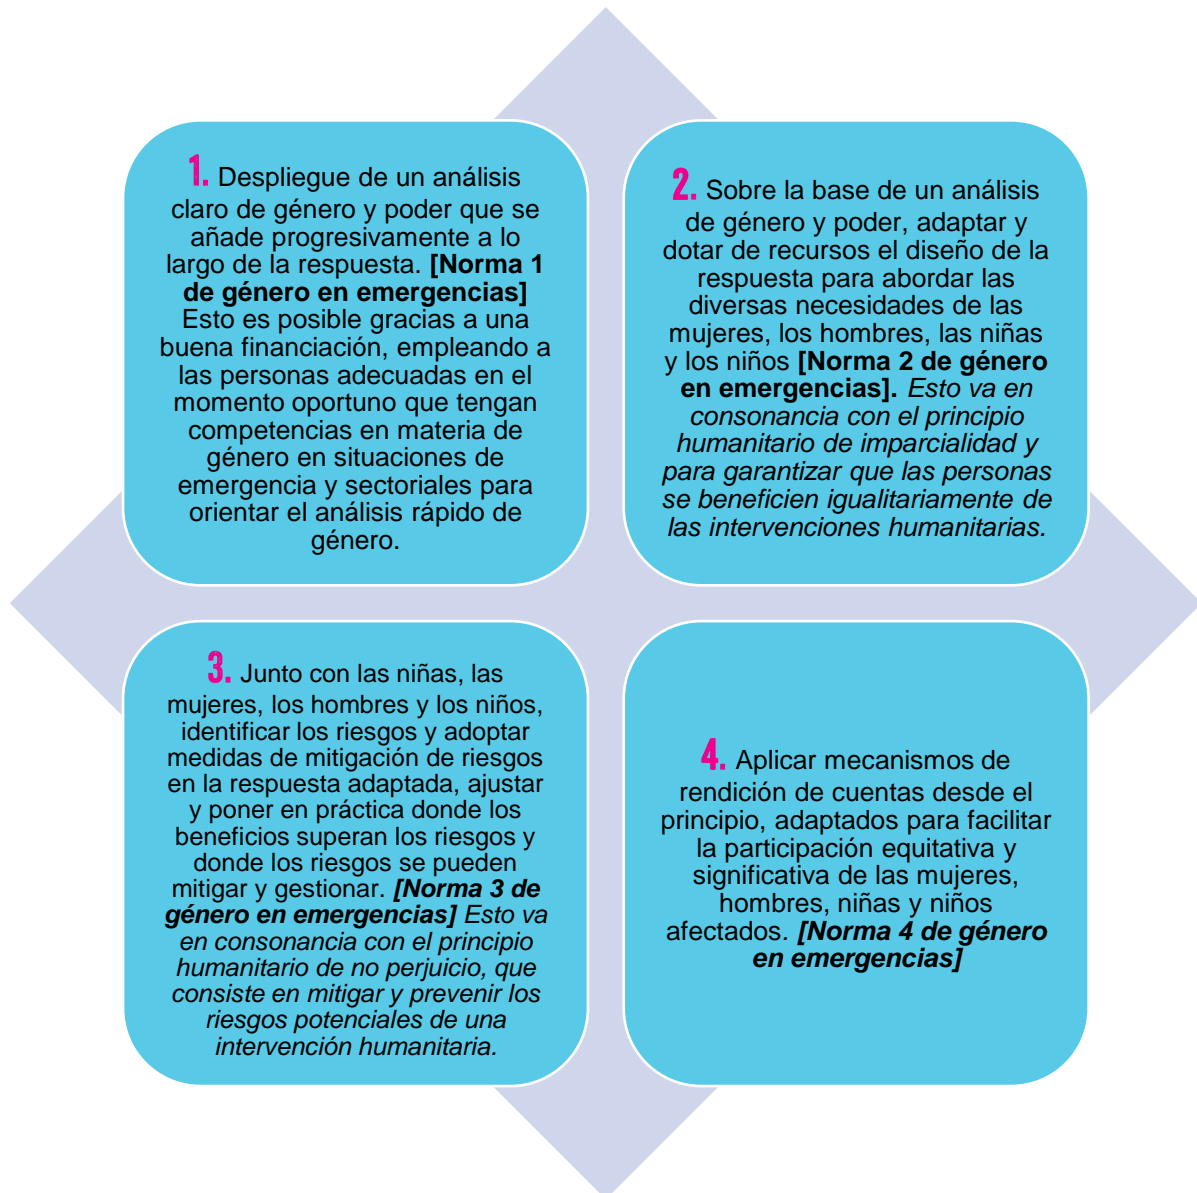 1. Despliegue de un análisis
claro de género y poder que se
añade progresivamente a lo
largo de la respuesta. [Norma 1
de género en emergencias]
Esto es posible gracias a una
buena financiación, empleando a
las personas adecuadas en el
momento oportuno que tengan
competencias en materia de
género en situaciones de
emergencia y sectoriales para
orientar el análisis rápido de
género.
2. Sobre la base de un análisis
de género y poder, adaptar y
dotar de recursos el diseño de la
respuesta para abordar las
diversas necesidades de las
mujeres, los hombres, las niñas
y los niños [Norma 2 de género
en emergencias]. Esto va en
consonancia con el principio
humanitario de imparcialidad y
para garantizar que las personas
se beneficien igualitariamente de
las intervenciones humanitarias.
3. Junto con las niñas, las
mujeres, los hombres y los niños,
identificar los riesgos y adoptar
medidas de mitigación de riesgos
en la respuesta adaptada, ajustar
y poner en práctica donde los
beneficios superan los riesgos y
donde los riesgos se pueden
mitigar y gestionar. [Norma 3 de
género en emergencias] Esto va
en consonancia con el principio
humanitario de no perjuicio, que
consiste en mitigar y prevenir los
riesgos potenciales de una
intervención humanitaria.
4. Aplicar mecanismos de
rendición de cuentas desde el
principio, adaptados para facilitar
la participación equitativa y
significativa de las mujeres,
hombres, niñas y niños
afectados. [Norma 4 de género
en emergencias]